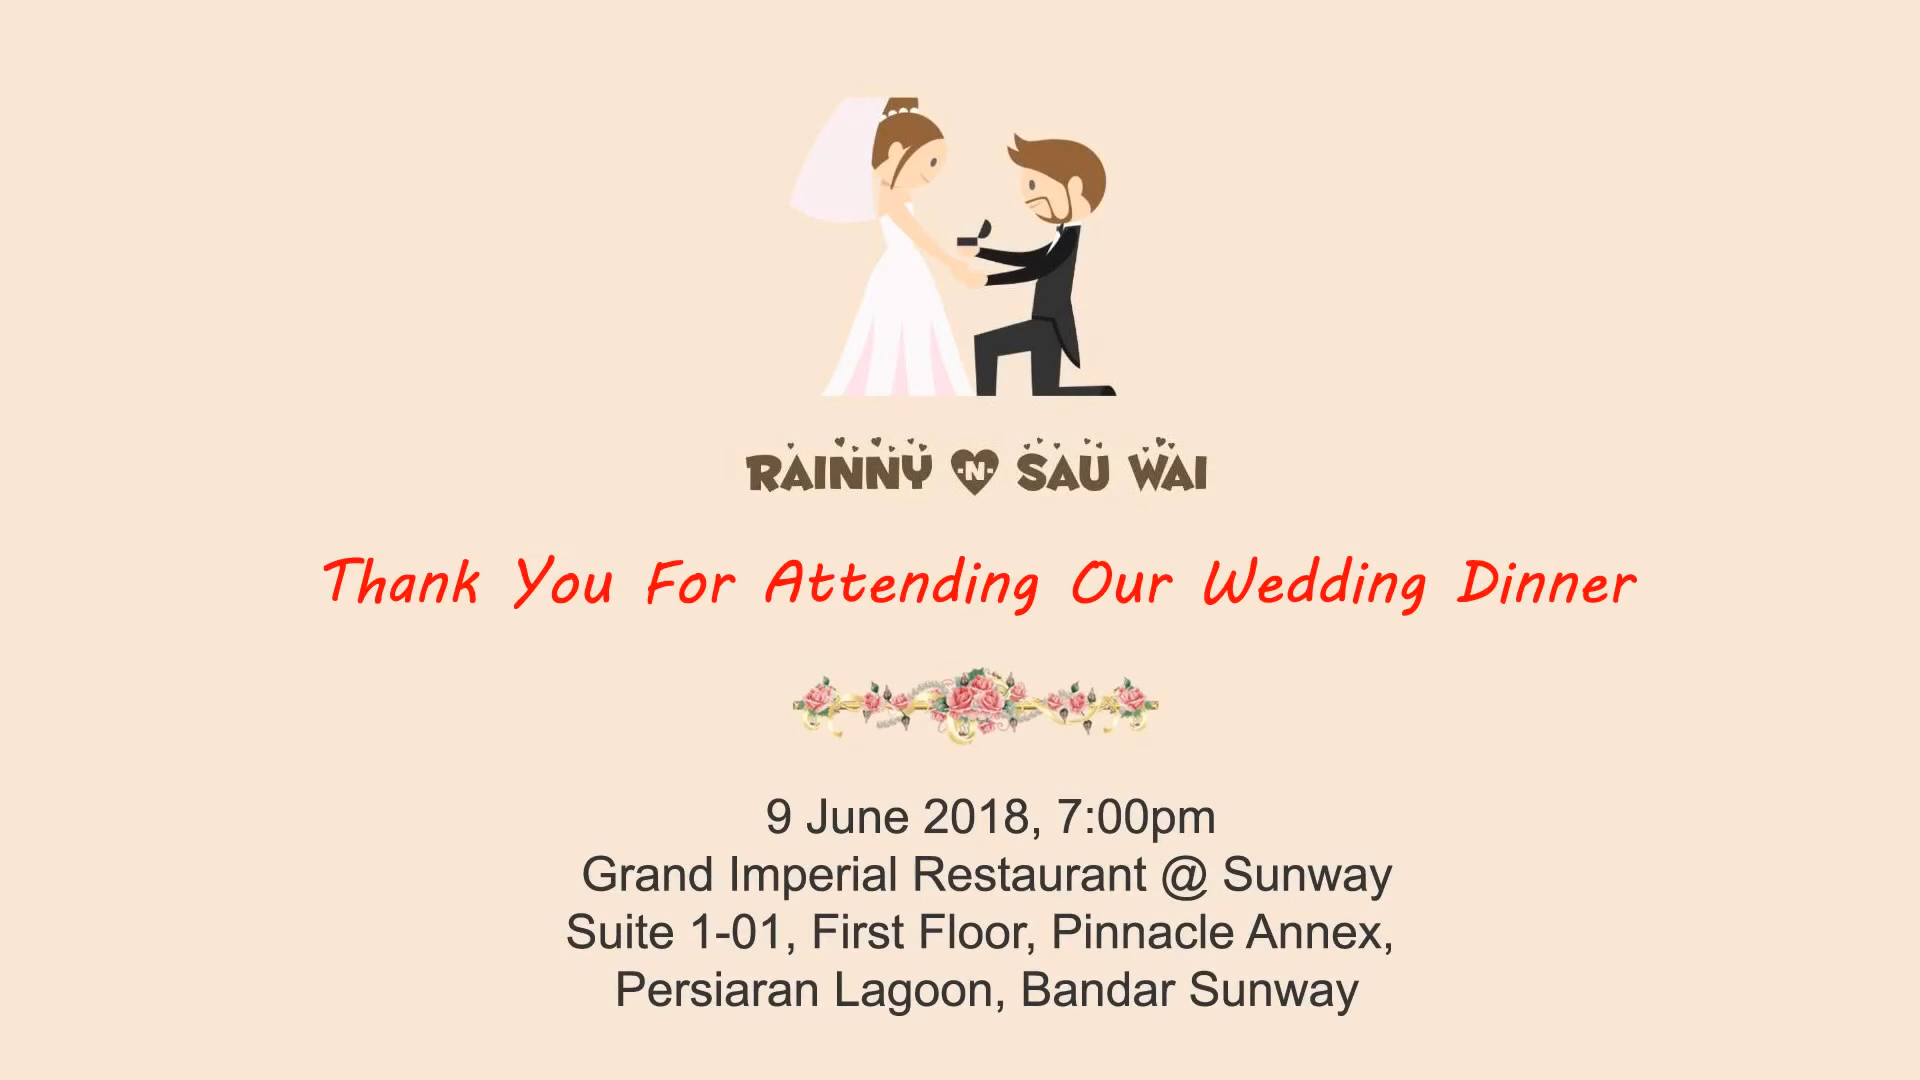 RAINNY -N- SAU WAI
Thank You For Attending Our Wedding Dinner
9 June 2018, 7:00pm
Grand Imperial Restaurant @ Sunway
Suite 1-01, First Floor, Pinnacle Annex,
Persiaran Lagoon, Bandar Sunway